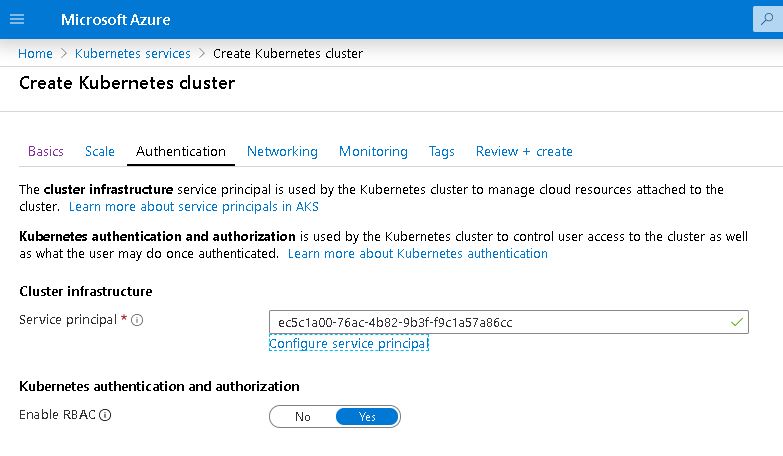 Microsoft Azure
Home > Kubernetes services > Create Kubernetes cluster
Create Kubernetes cluster
Basics Scale Authentication Networking Monitoring Tags Review + create
The cluster infrastructure service principal is used by the Kubernetes cluster to manage cloud resources attached to the
cluster. Learn more about service principals in AKS
Kubernetes authentication and authorization is used by the Kubernetes cluster to control user access to the cluster as well
as what the user may do once authenticated. Learn more about Kubernetes authentication
Cluster infrastructure
Service principal * ec5c1a00-76ac-4b82-9b3f-f9c1a57a86cc
Configure service principal
Kubernetes authentication and authorization
Enable RBAC No Yes